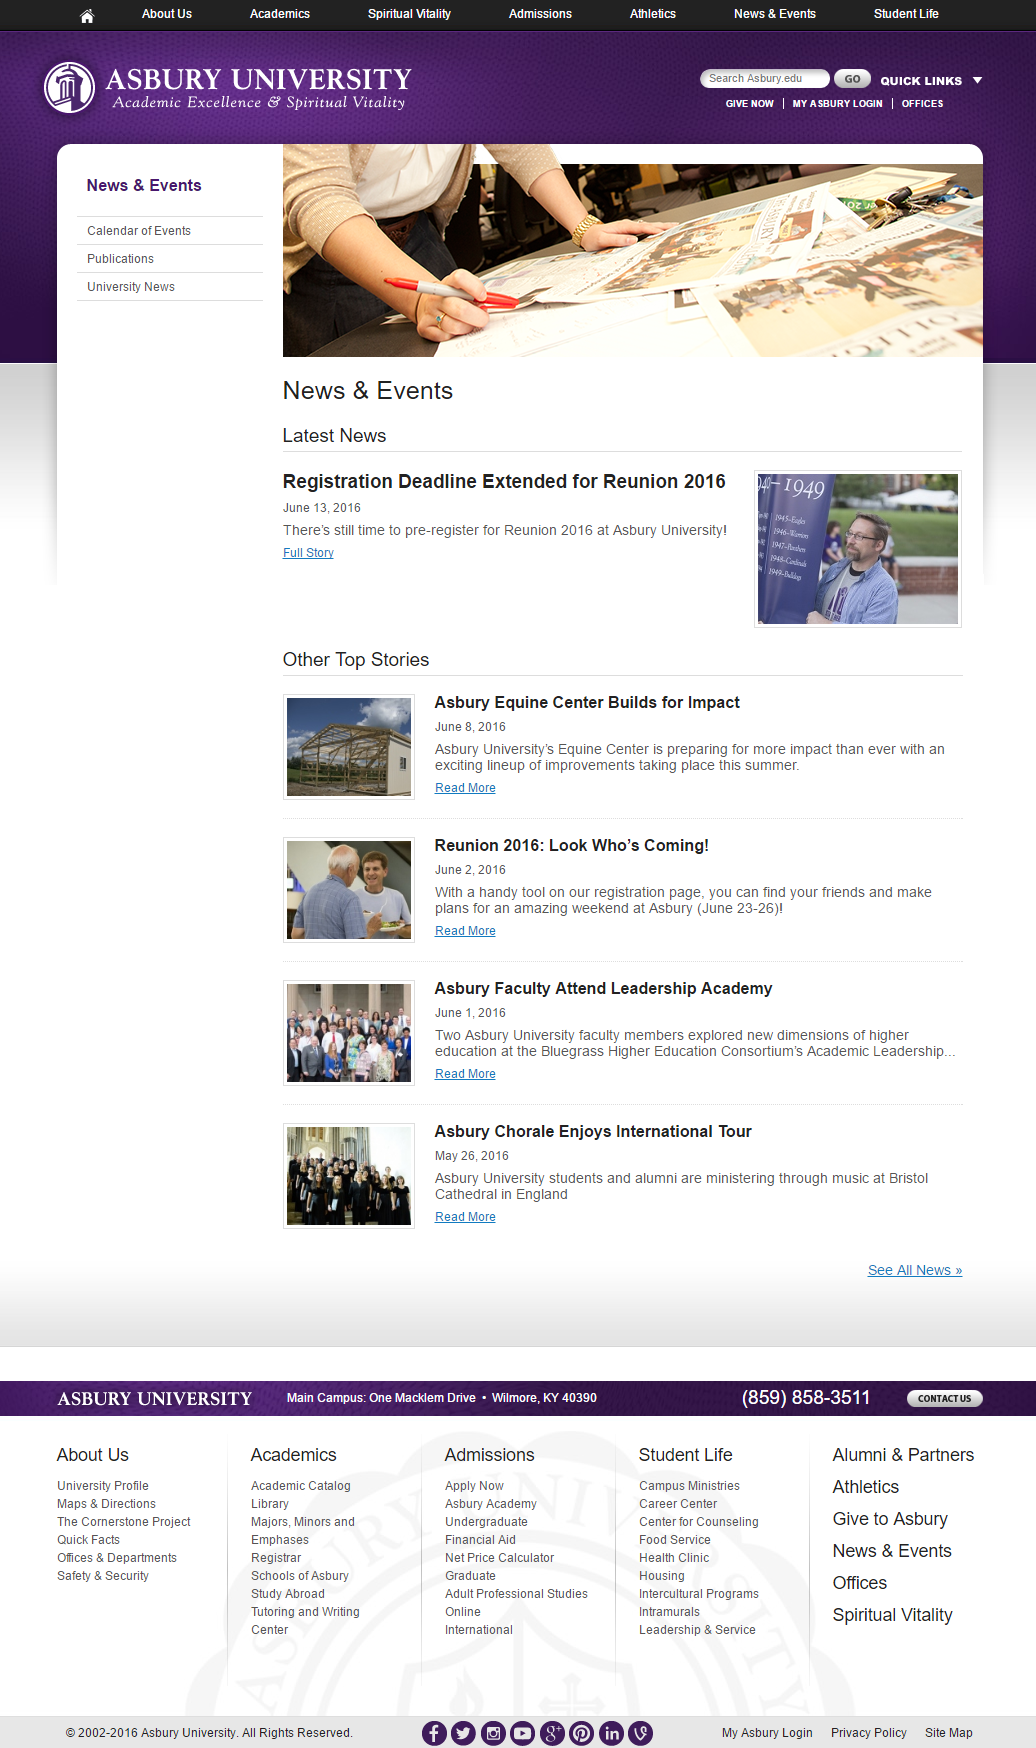 About Us Academics Spiritual Vitality Admissions Athletics News & Events Student Life
ASBURY UNIVERSITY
Academic Excellence & Spiritual Vitality
Search Asbury.edu GO QUICK LINKS
GIVE NOW MY ASBURY LOGIN OFFICES
News & Events
Calendar of Events
Publications
University News
News & Events
Latest News
Registration Deadline Extended for Reunion 2016
June 13, 2016
There’s still time to pre-register for Reunion 2016 at Asbury University!
Full Story
1949
1945–Eagles
1946–Warriors
1947–Panthers
1948–Cardinals
1949–Bulldogs
Other Top Stories
Asbury Equine Center Builds for Impact
June 8, 2016
Asbury University’s Equine Center is preparing for more impact than ever with an
exciting lineup of improvements taking place this summer.
Read More
Reunion 2016: Look Who’s Coming!
June 2, 2016
With a handy tool on our registration page, you can find your friends and make
plans for an amazing weekend at Asbury (June 23-26)!
Read More
Asbury Faculty Attend Leadership Academy
June 1, 2016
Two Asbury University faculty members explored new dimensions of higher
education at the Bluegrass Higher Education Consortium’s Academic Leadership...
Read More
Asbury Chorale Enjoys International Tour
May 26, 2016
Asbury University students and alumni are ministering through music at Bristol
Cathedral in England
Read More
See All News »
ASBURY UNIVERSITY Main Campus: One Macklem Drive • Wilmore, KY 40390 (859) 858-3511 CONTACT US
About Us
University Profile
Maps & Directions
The Cornerstone Project
Quick Facts
Offices & Departments
Safety & Security
Academics
Academic Catalog
Library
Majors, Minors and
Emphases
Registrar
Schools of Asbury
Study Abroad
Tutoring and Writing
Center
Admissions
Apply Now
Asbury Academy
Undergraduate
Financial Aid
Net Price Calculator
Graduate
Adult Professional Studies
Online
International
Student Life
Campus Ministries
Career Center
Center for Counseling
Food Service
Health Clinic
Housing
Intercultural Programs
Intramurals
Leadership & Service
Alumni & Partners
Athletics
Give to Asbury
News & Events
Offices
Spiritual Vitality
ASBURY UNIVERSITY
© 2002-2016 Asbury University. All Rights Reserved. My Asbury Login Privacy Policy Site Map